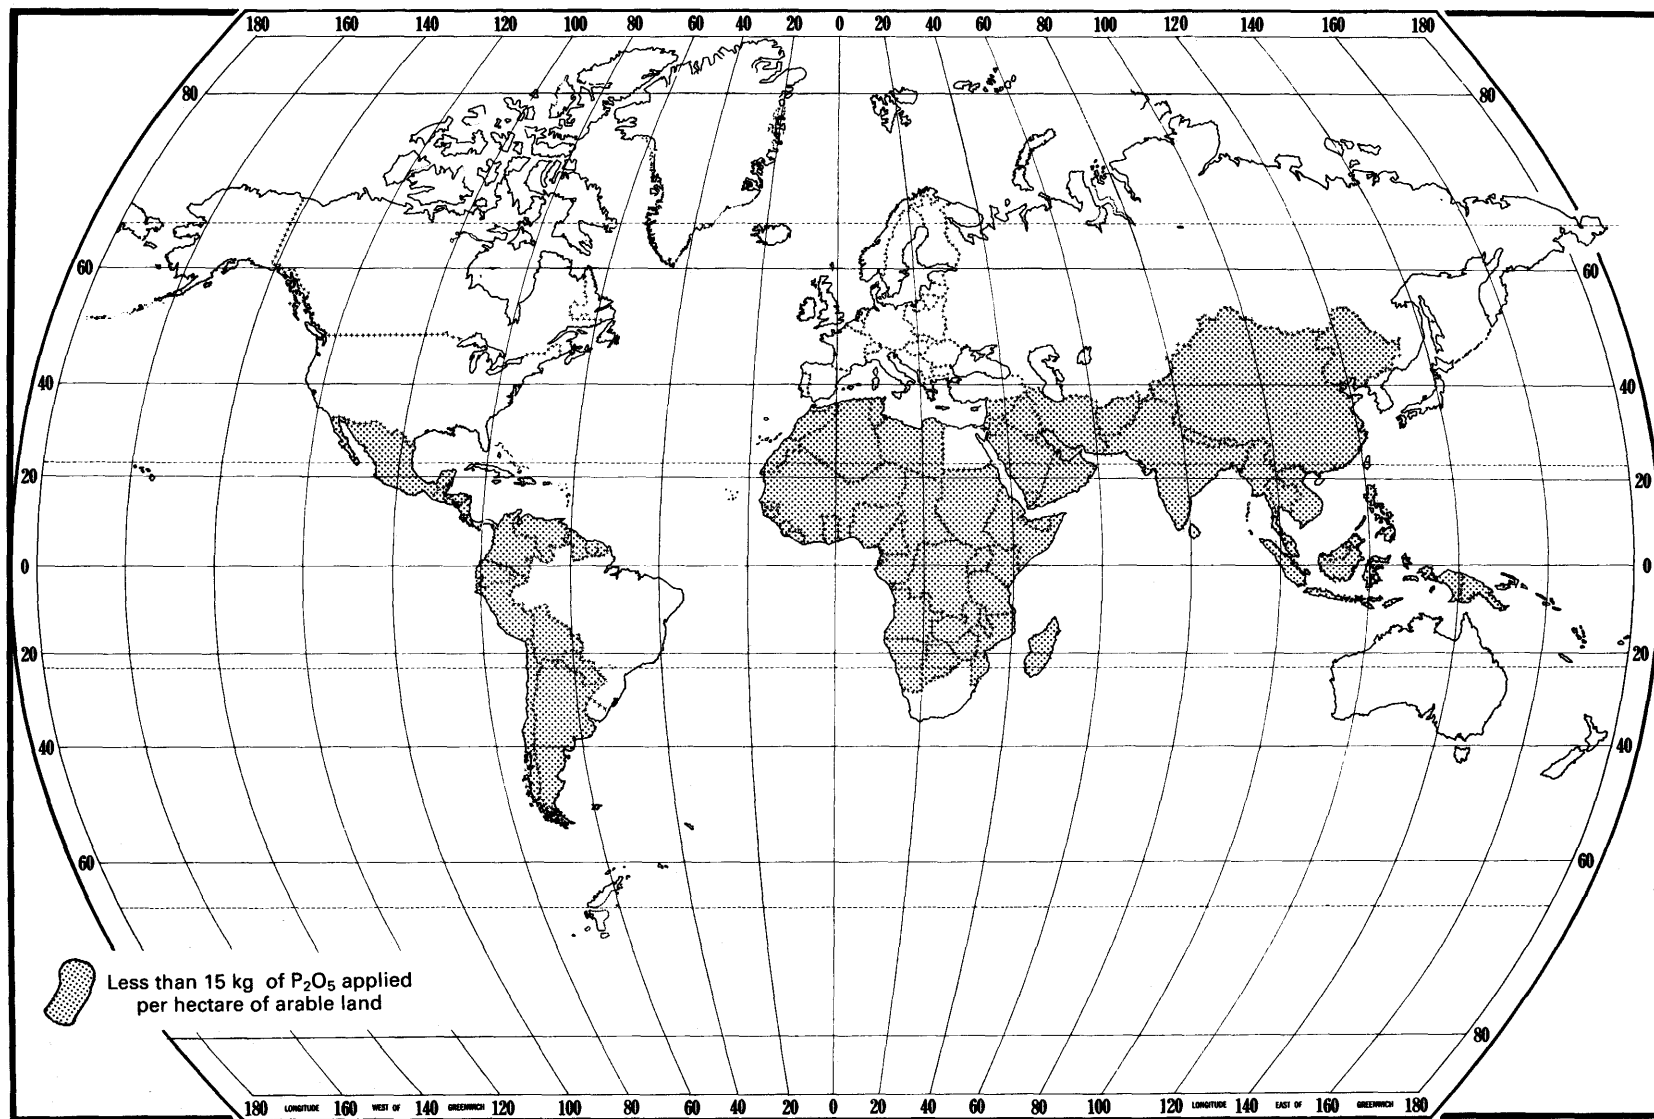 180 160 140 120 100 80 60 40 20 0 20 40 60 80 100 120 140 160 180
80 80
60 60
40 40
20 20
0 0
20 20
40 40
60 60
Less than 15 kg of P₂O₅ applied
per hectare of arable land
80
180 LONGITUDE 160 WEST OF 140 GREENWICH 120 100 80 60 40 20 0 20 40 60 80 100 120 LONGITUDE 140 EAST OF 160 GREENWICH 180